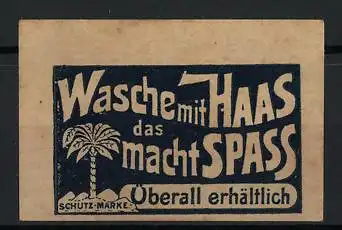 Wasche mit HAAS
das
macht SPASS
SCHUTZ-MARKE
Überall erhältlich